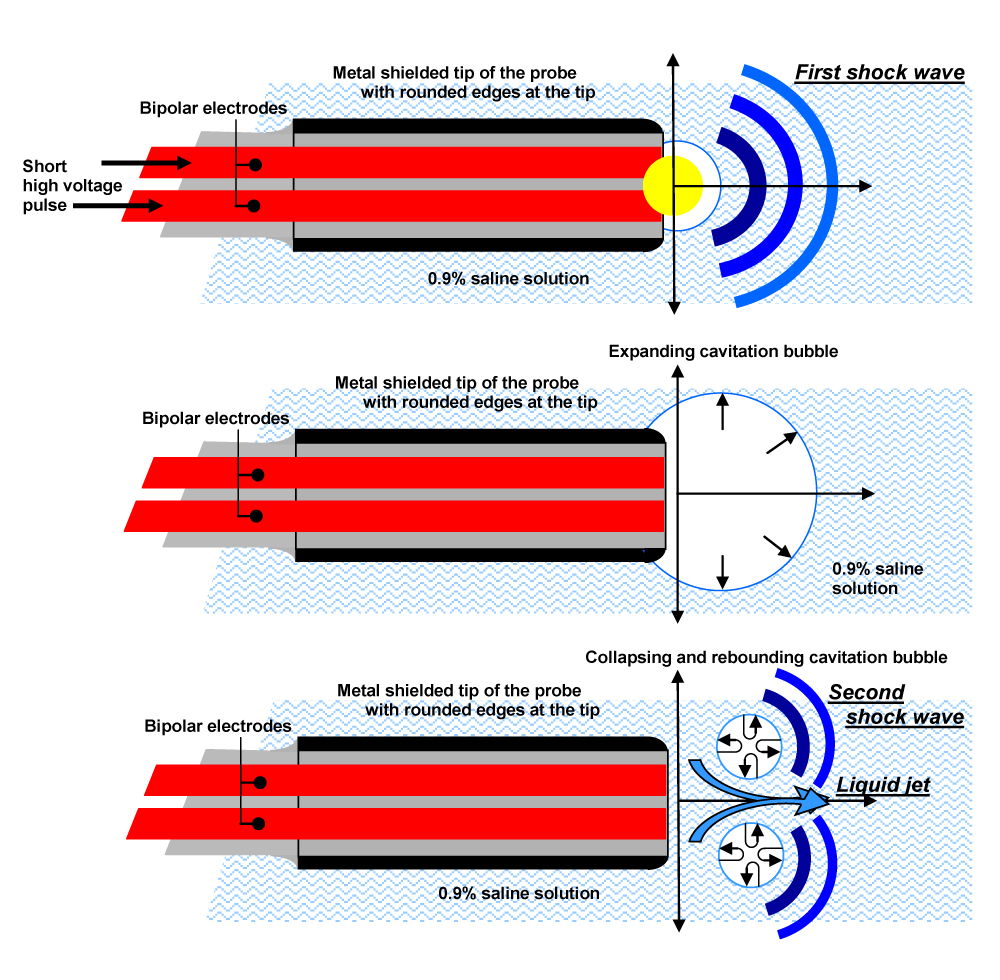 Metal shielded tip of the probe
with rounded edges at the tip
First shock wave
Bipolar electrodes
Short
high voltage
pulse
0.9% saline solution
Expanding cavitation bubble
Metal shielded tip of the probe
with rounded edges at the tip
Bipolar electrodes
0.9% saline
solution
Collapsing and rebounding cavitation bubble
Metal shielded tip of the probe
with rounded edges at the tip
Second
shock wave
Bipolar electrodes
Liquid jet
0.9% saline solution